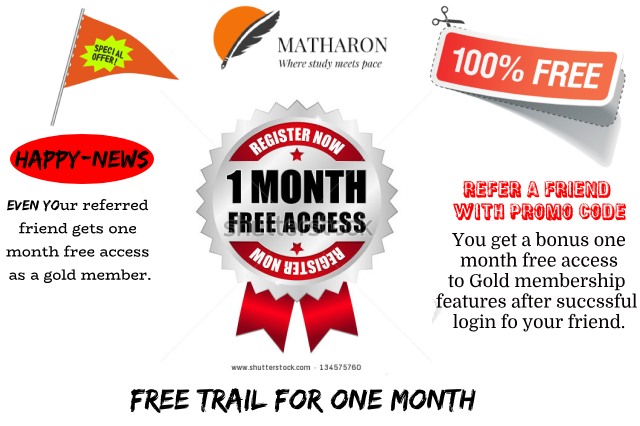 SPECIAL
OFFER!
MATHARON
Where study meets pace
100% FREE
HAPPY-NEWS
EVEN YOur referred
friend gets one
month free access
as a gold member.
REGISTER NOW
1 MONTH
FREE ACCESS
shutterstock
REGISTER NOW
REFER A FRIEND
WITH PROMO CODE
You get a bonus one
month free access
to Gold membership
features after succssful
login fo your friend.
www.shutterstock.com · 134575760
FREE TRAIL FOR ONE MONTH